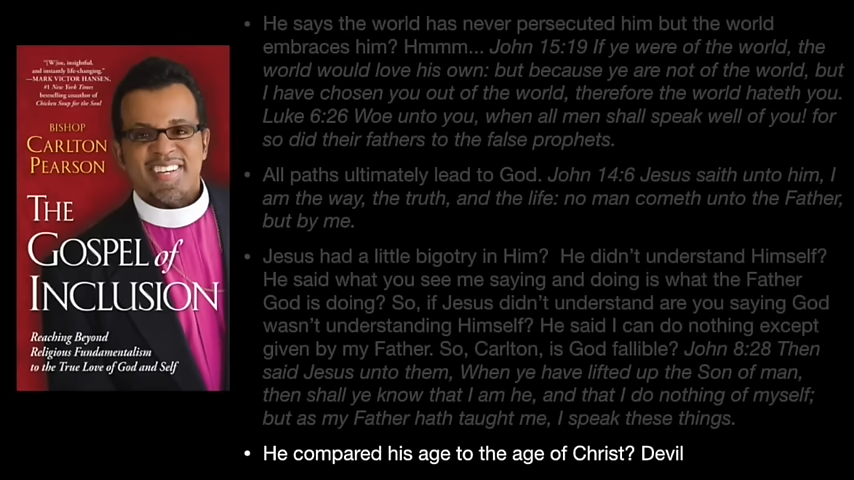 "[W]ise, insightful,
and instantly life-changing."
—MARK VICTOR HANSEN,
#1 New York Times
bestselling coauthor of
Chicken Soup for the Soul
BISHOP
CARLTON
PEARSON
THE
GOSPEL of
INCLUSION
Reaching Beyond
Religious Fundamentalism
to the True Love of God and Self
• He says the world has never persecuted him but the world
embraces him? Hmmm... John 15:19 If ye were of the world, the
world would love his own: but because ye are not of the world, but
I have chosen you out of the world, therefore the world hateth you.
Luke 6:26 Woe unto you, when all men shall speak well of you! for
so did their fathers to the false prophets.
• All paths ultimately lead to God. John 14:6 Jesus saith unto him, I
am the way, the truth, and the life: no man cometh unto the Father,
but by me.
• Jesus had a little bigotry in Him? He didn't understand Himself?
He said what you see me saying and doing is what the Father
God is doing? So, if Jesus didn't understand are you saying God
wasn't understanding Himself? He said I can do nothing except
given by my Father. So, Carlton, is God fallible? John 8:28 Then
said Jesus unto them, When ye have lifted up the Son of man,
then shall ye know that I am he, and that I do nothing of myself;
but as my Father hath taught me, I speak these things.
• He compared his age to the age of Christ? Devil